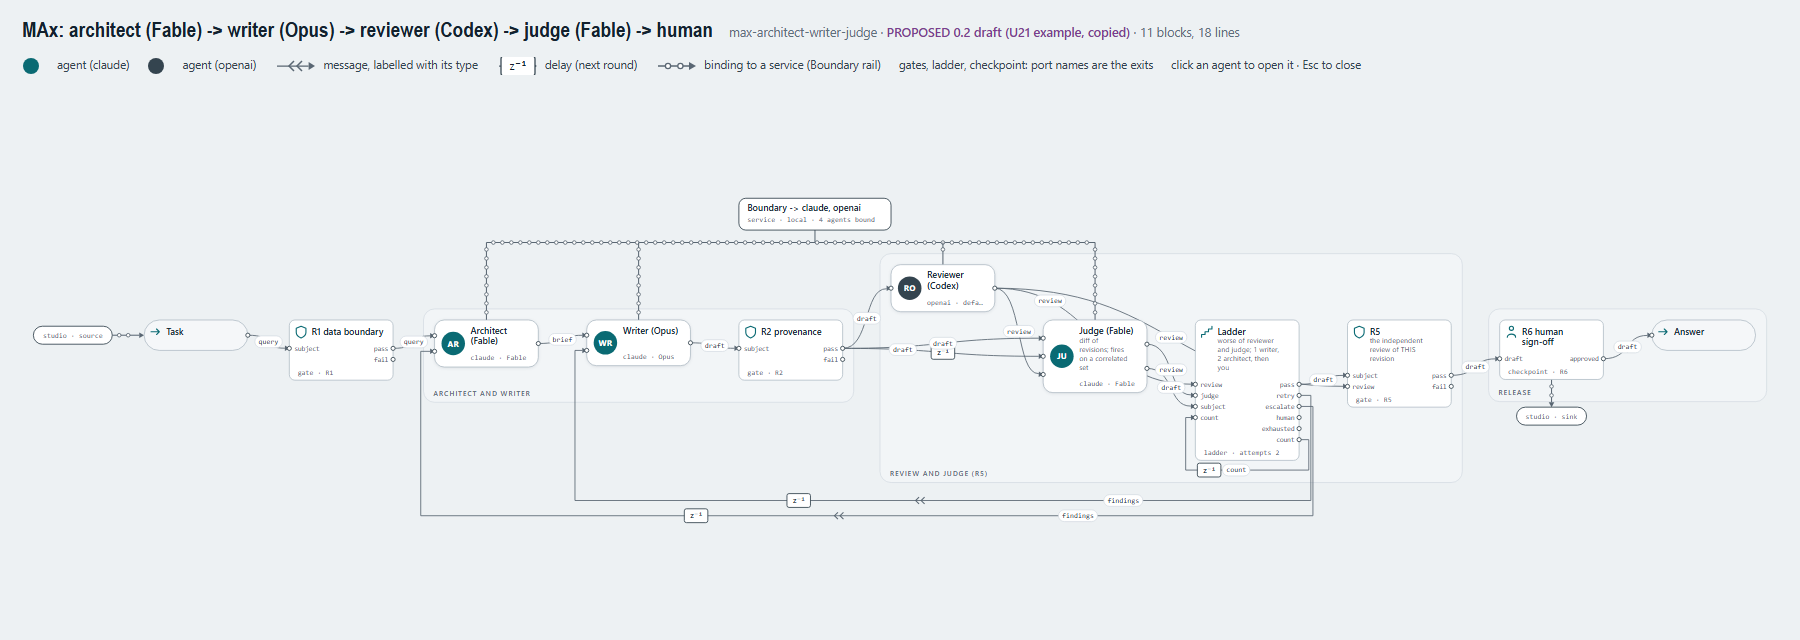 MAx: architect (Fable) -> writer (Opus) -> reviewer (Codex) -> judge (Fable) -> human
max-architect-writer-judge · PROPOSED 0.2 draft (U21 example, copied) · 11 blocks, 18 lines
agent (claude)
agent (openai)
message, labelled with its type
z⁻¹
delay (next round)
binding to a service (Boundary rail)
gates, ladder, checkpoint: port names are the exits
click an agent to open it · Esc to close
Boundary -> claude, openai
service · local · 4 agents bound
studio · source
Task
query
R1 data boundary
subject
pass
fail
gate · R1
query
AR
Architect
(Fable)
claude · Fable
brief
WR
Writer (Opus)
claude · Opus
draft
R2 provenance
subject
pass
fail
gate · R2
ARCHITECT AND WRITER
draft
draft
draft
z⁻¹
RO
Reviewer
(Codex)
openai · defa…
review
review
review
review
draft
JU
Judge (Fable)
diff of
revisions; fires
on a correlated
set
claude · Fable
Ladder
worse of reviewer
and judge; 1 writer,
2 architect, then
you
review
judge
subject
count
pass
retry
escalate
human
exhausted
count
ladder · attempts 2
z⁻¹
count
draft
R5
the independent
review of THIS
revision
subject
review
pass
fail
gate · R5
REVIEW AND JUDGE (R5)
draft
R6 human
sign-off
draft
approved
checkpoint · R6
RELEASE
draft
Answer
studio · sink
z⁻¹
findings
z⁻¹
findings